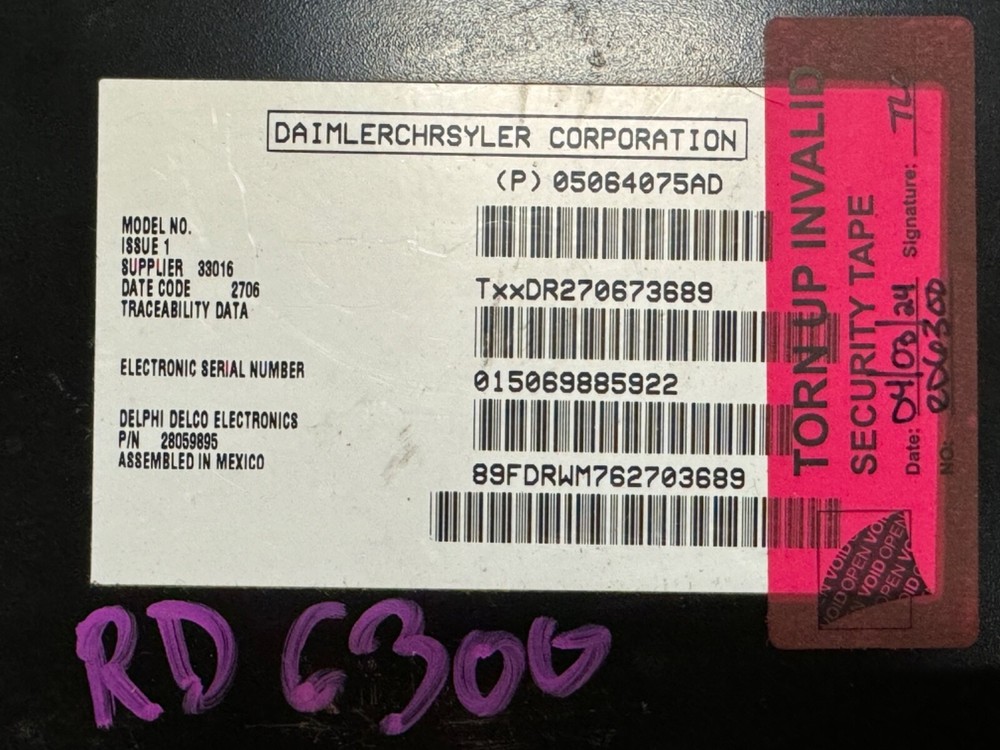 DAIMLERCHRSYLER CORPORATION
(P) 05064075AD
MODEL NO.
ISSUE 1
SUPPLIER 33016
DATE CODE 2706
TRACEABILITY DATA
TxxDR270673689
ELECTRONIC SERIAL NUMBER
015069885922
DELPHI DELCO ELECTRONICS
P/N 28059895
ASSEMBLED IN MEXICO
89FDRWM762703689
TORN UP INVALID
SECURITY TAPE
Date: 04/03/24 Signature:
NO:
VOID OPEN
RD 6300